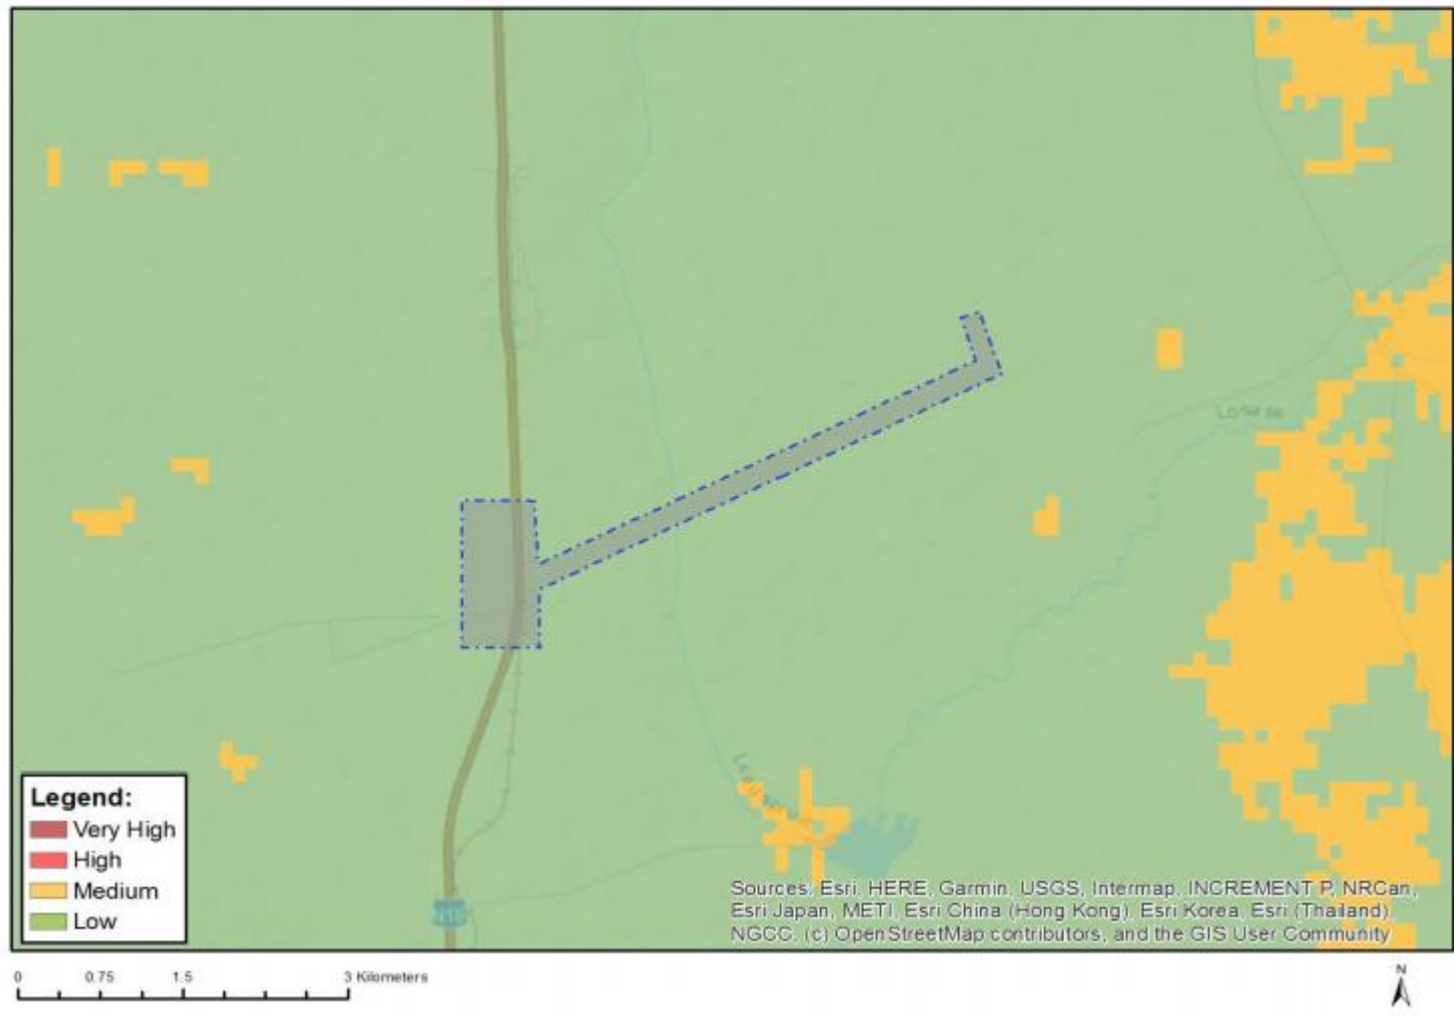 Legend:
Very High
High
Medium
Low
Sources: Esri, HERE, Garmin, USGS, Intermap, INCREMENT P, NRCan,
Esri Japan, METI, Esri China (Hong Kong), Esri Korea, Esri (Thailand),
NGCC, (c) OpenStreetMap contributors, and the GIS User Community
0 0.75 1.5 3 Kilometers
N